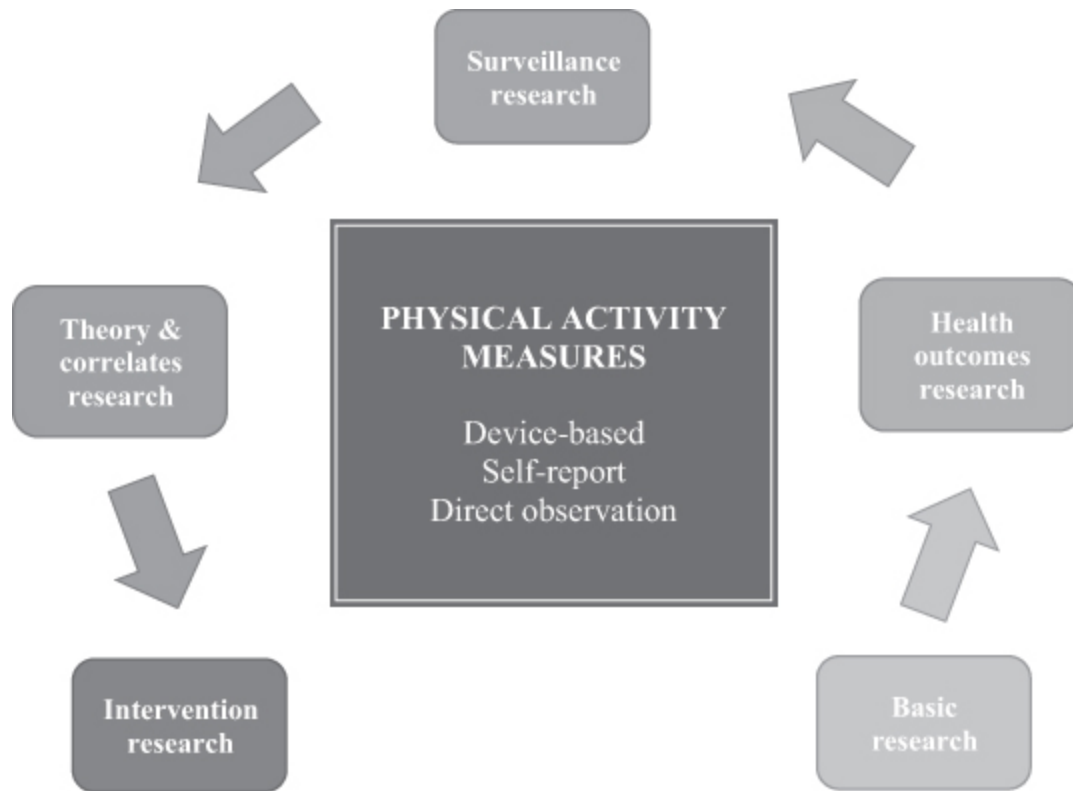 Surveillance
research
Theory &
correlates
research
PHYSICAL ACTIVITY
MEASURES
Device-based
Self-report
Direct observation
Health
outcomes
research
Intervention
research
Basic
research